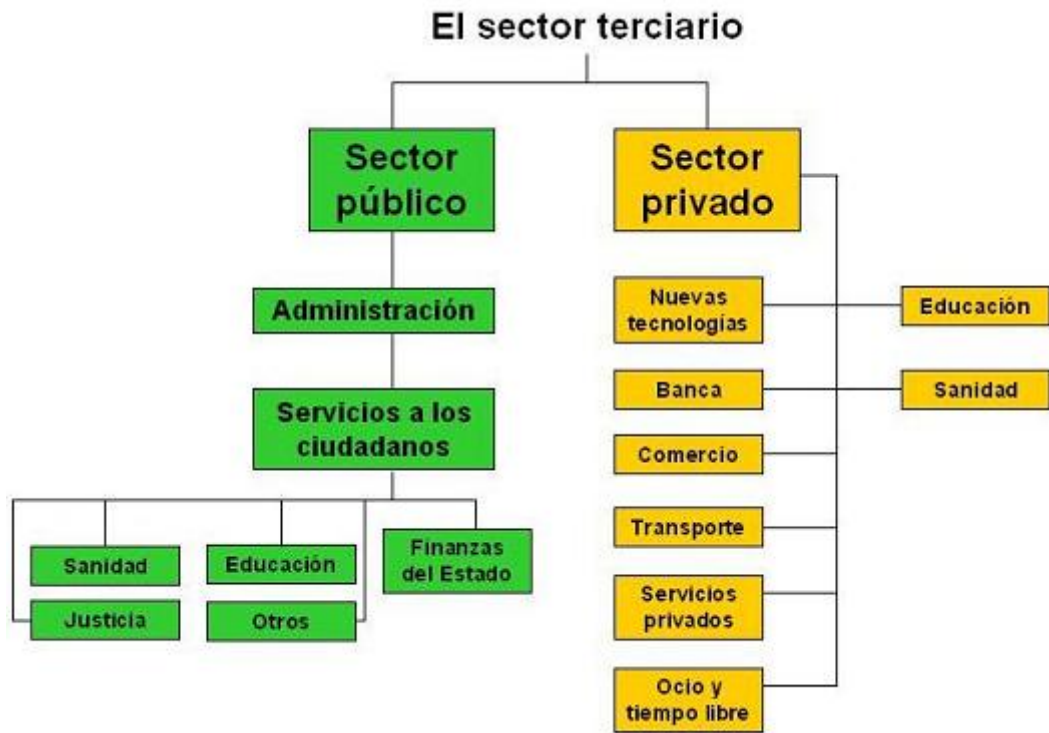 El sector terciario
Sector
público
Administración
Servicios a los
ciudadanos
Sanidad
Educación
Finanzas
del Estado
Justicia
Otros
Sector
privado
Nuevas
tecnologías
Educación
Banca
Sanidad
Comercio
Transporte
Servicios
privados
Ocio y
tiempo libre